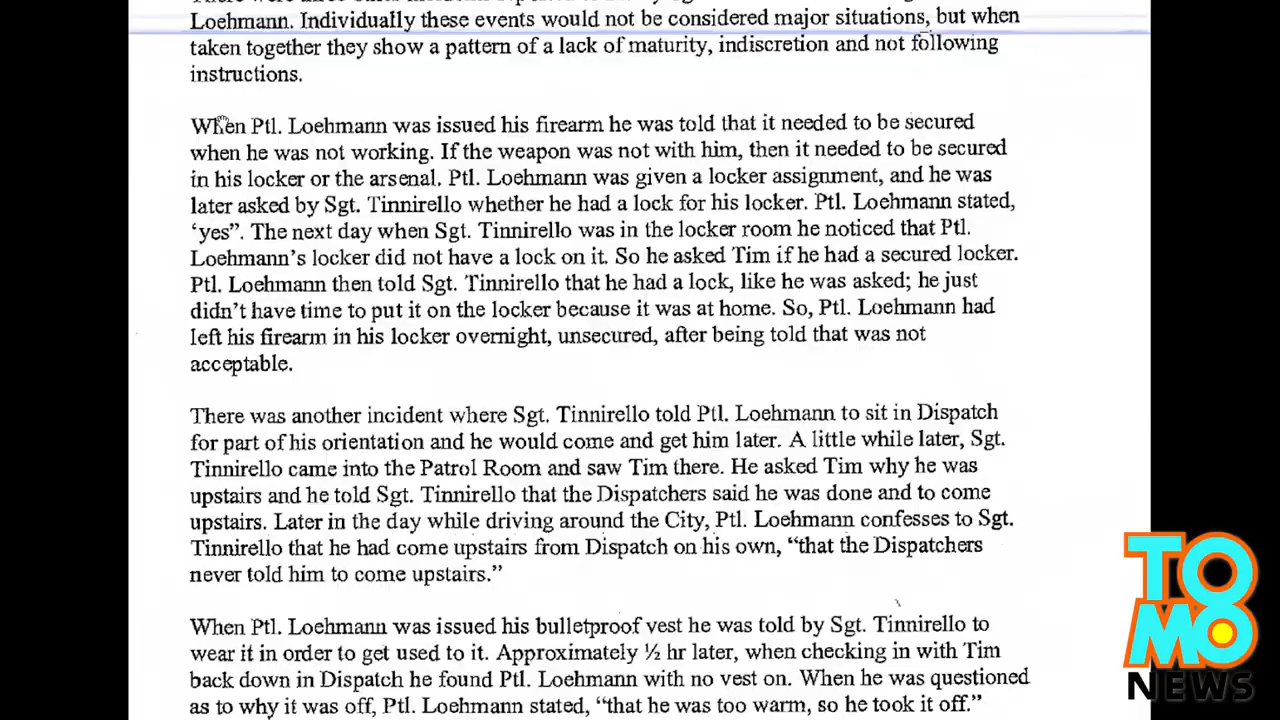 Loehmann. Individually these events would not be considered major situations, but when
taken together they show a pattern of a lack of maturity, indiscretion and not following
instructions.
When Ptl. Loehmann was issued his firearm he was told that it needed to be secured
when he was not working. If the weapon was not with him, then it needed to be secured
in his locker or the arsenal. Ptl. Loehmann was given a locker assignment, and he was
later asked by Sgt. Tinnirello whether he had a lock for his locker. Ptl. Loehmann stated,
‘yes”. The next day when Sgt. Tinnirello was in the locker room he noticed that Ptl.
Loehmann’s locker did not have a lock on it. So he asked Tim if he had a secured locker.
Ptl. Loehmann then told Sgt. Tinnirello that he had a lock, like he was asked; he just
didn’t have time to put it on the locker because it was at home. So, Ptl. Loehmann had
left his firearm in his locker overnight, unsecured, after being told that was not
acceptable.
There was another incident where Sgt. Tinnirello told Ptl. Loehmann to sit in Dispatch
for part of his orientation and he would come and get him later. A little while later, Sgt.
Tinnirello came into the Patrol Room and saw Tim there. He asked Tim why he was
upstairs and he told Sgt. Tinnirello that the Dispatchers said he was done and to come
upstairs. Later in the day while driving around the City, Ptl. Loehmann confesses to Sgt.
Tinnirello that he had come upstairs from Dispatch on his own, “that the Dispatchers
never told him to come upstairs.”
When Ptl. Loehmann was issued his bulletproof vest he was told by Sgt. Tinnirello to
wear it in order to get used to it. Approximately ½ hr later, when checking in with Tim
back down in Dispatch he found Ptl. Loehmann with no vest on. When he was questioned
as to why it was off, Ptl. Loehmann stated, “that he was too warm, so he took it off.”
TO
MO
NEWS